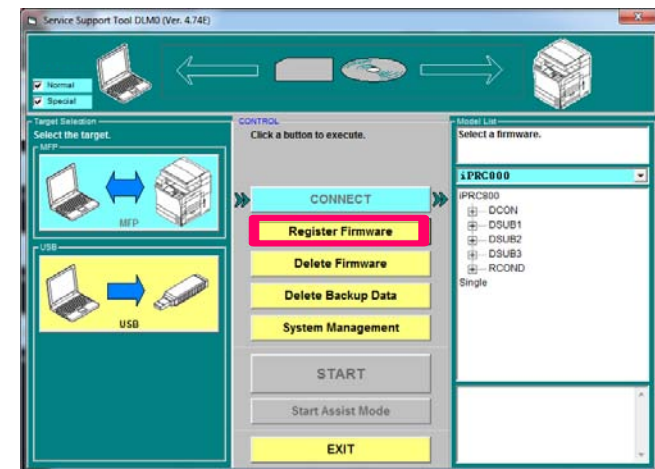 Service Support Tool DLM0 (Ver. 4.74E)
Normal
Special
Target Selection
Select the target.
MFP
MFP
USB
USB
CONTROL
Click a button to execute.
CONNECT
Register Firmware
Delete Firmware
Delete Backup Data
System Management
START
Start Assist Mode
EXIT
Model List
Select a firmware.
iPRC800
iPRC800
DCON
DSUB1
DSUB2
DSUB3
RCOND
Single